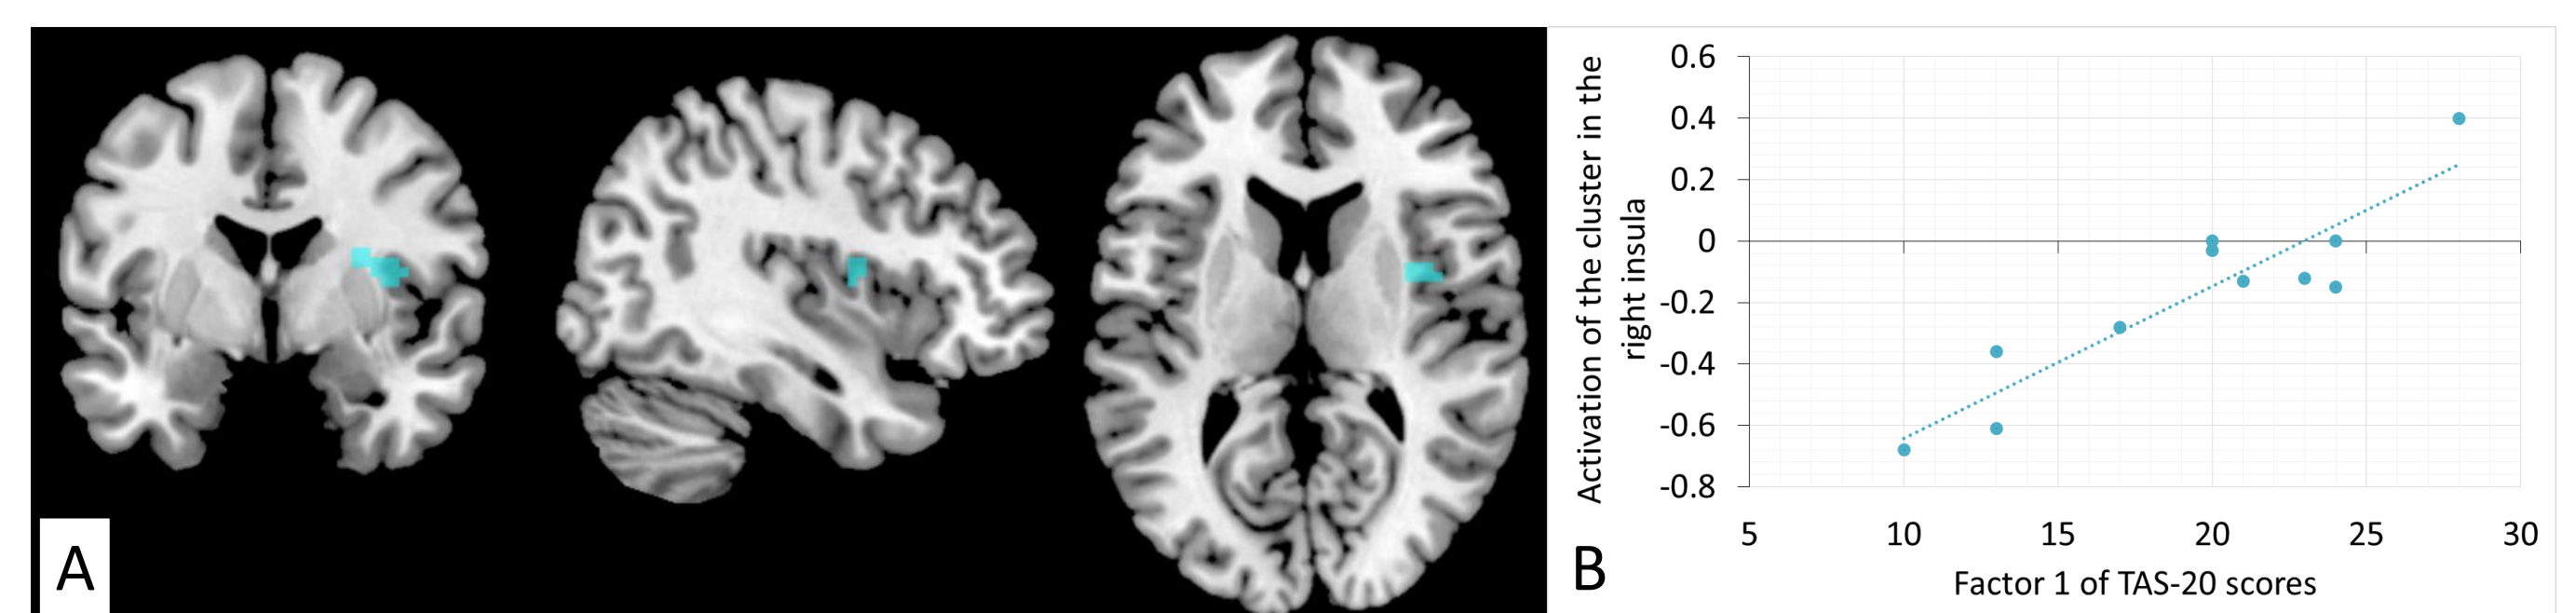 A
Activation of the cluster in the
right insula
0.6
0.4
0.2
0
-0.2
-0.4
-0.6
-0.8
5
10
15
20
25
30
Factor 1 of TAS-20 scores
B